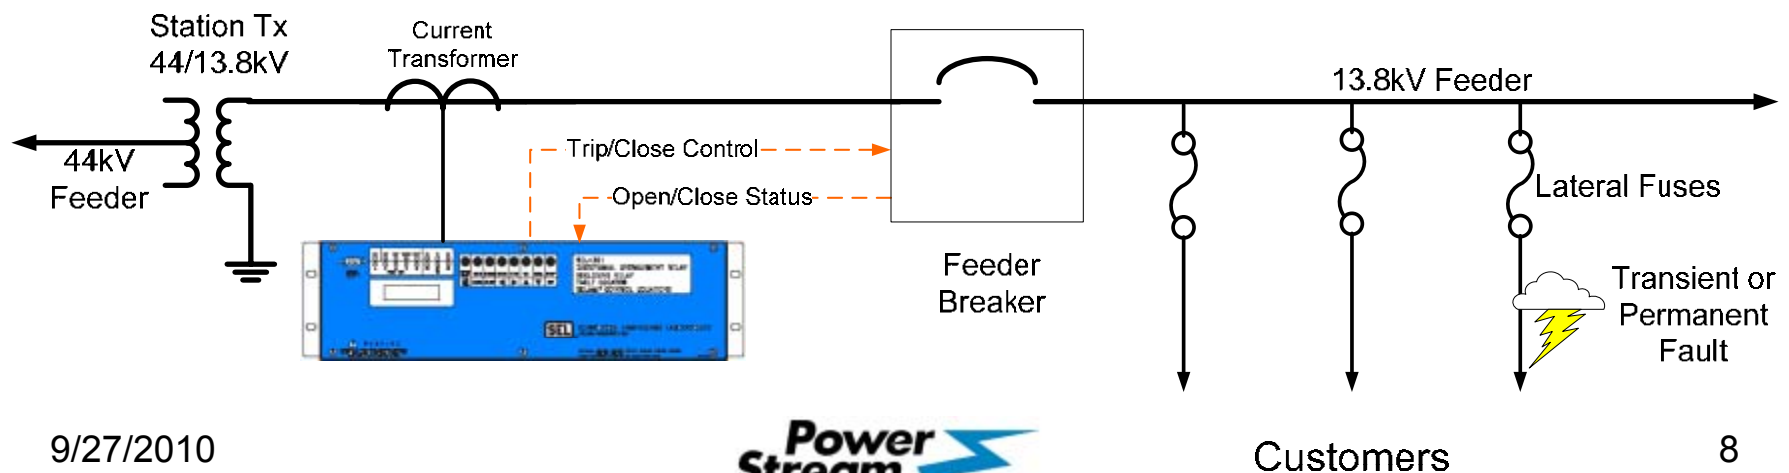 Station Tx
44/13.8kV
Current
Transformer
13.8kV Feeder
44kV
Feeder
Trip/Close Control
Open/Close Status
Lateral Fuses
Feeder
Breaker
Transient or
Permanent
Fault
SEL
9/27/2010
Power
Stream
Customers
8